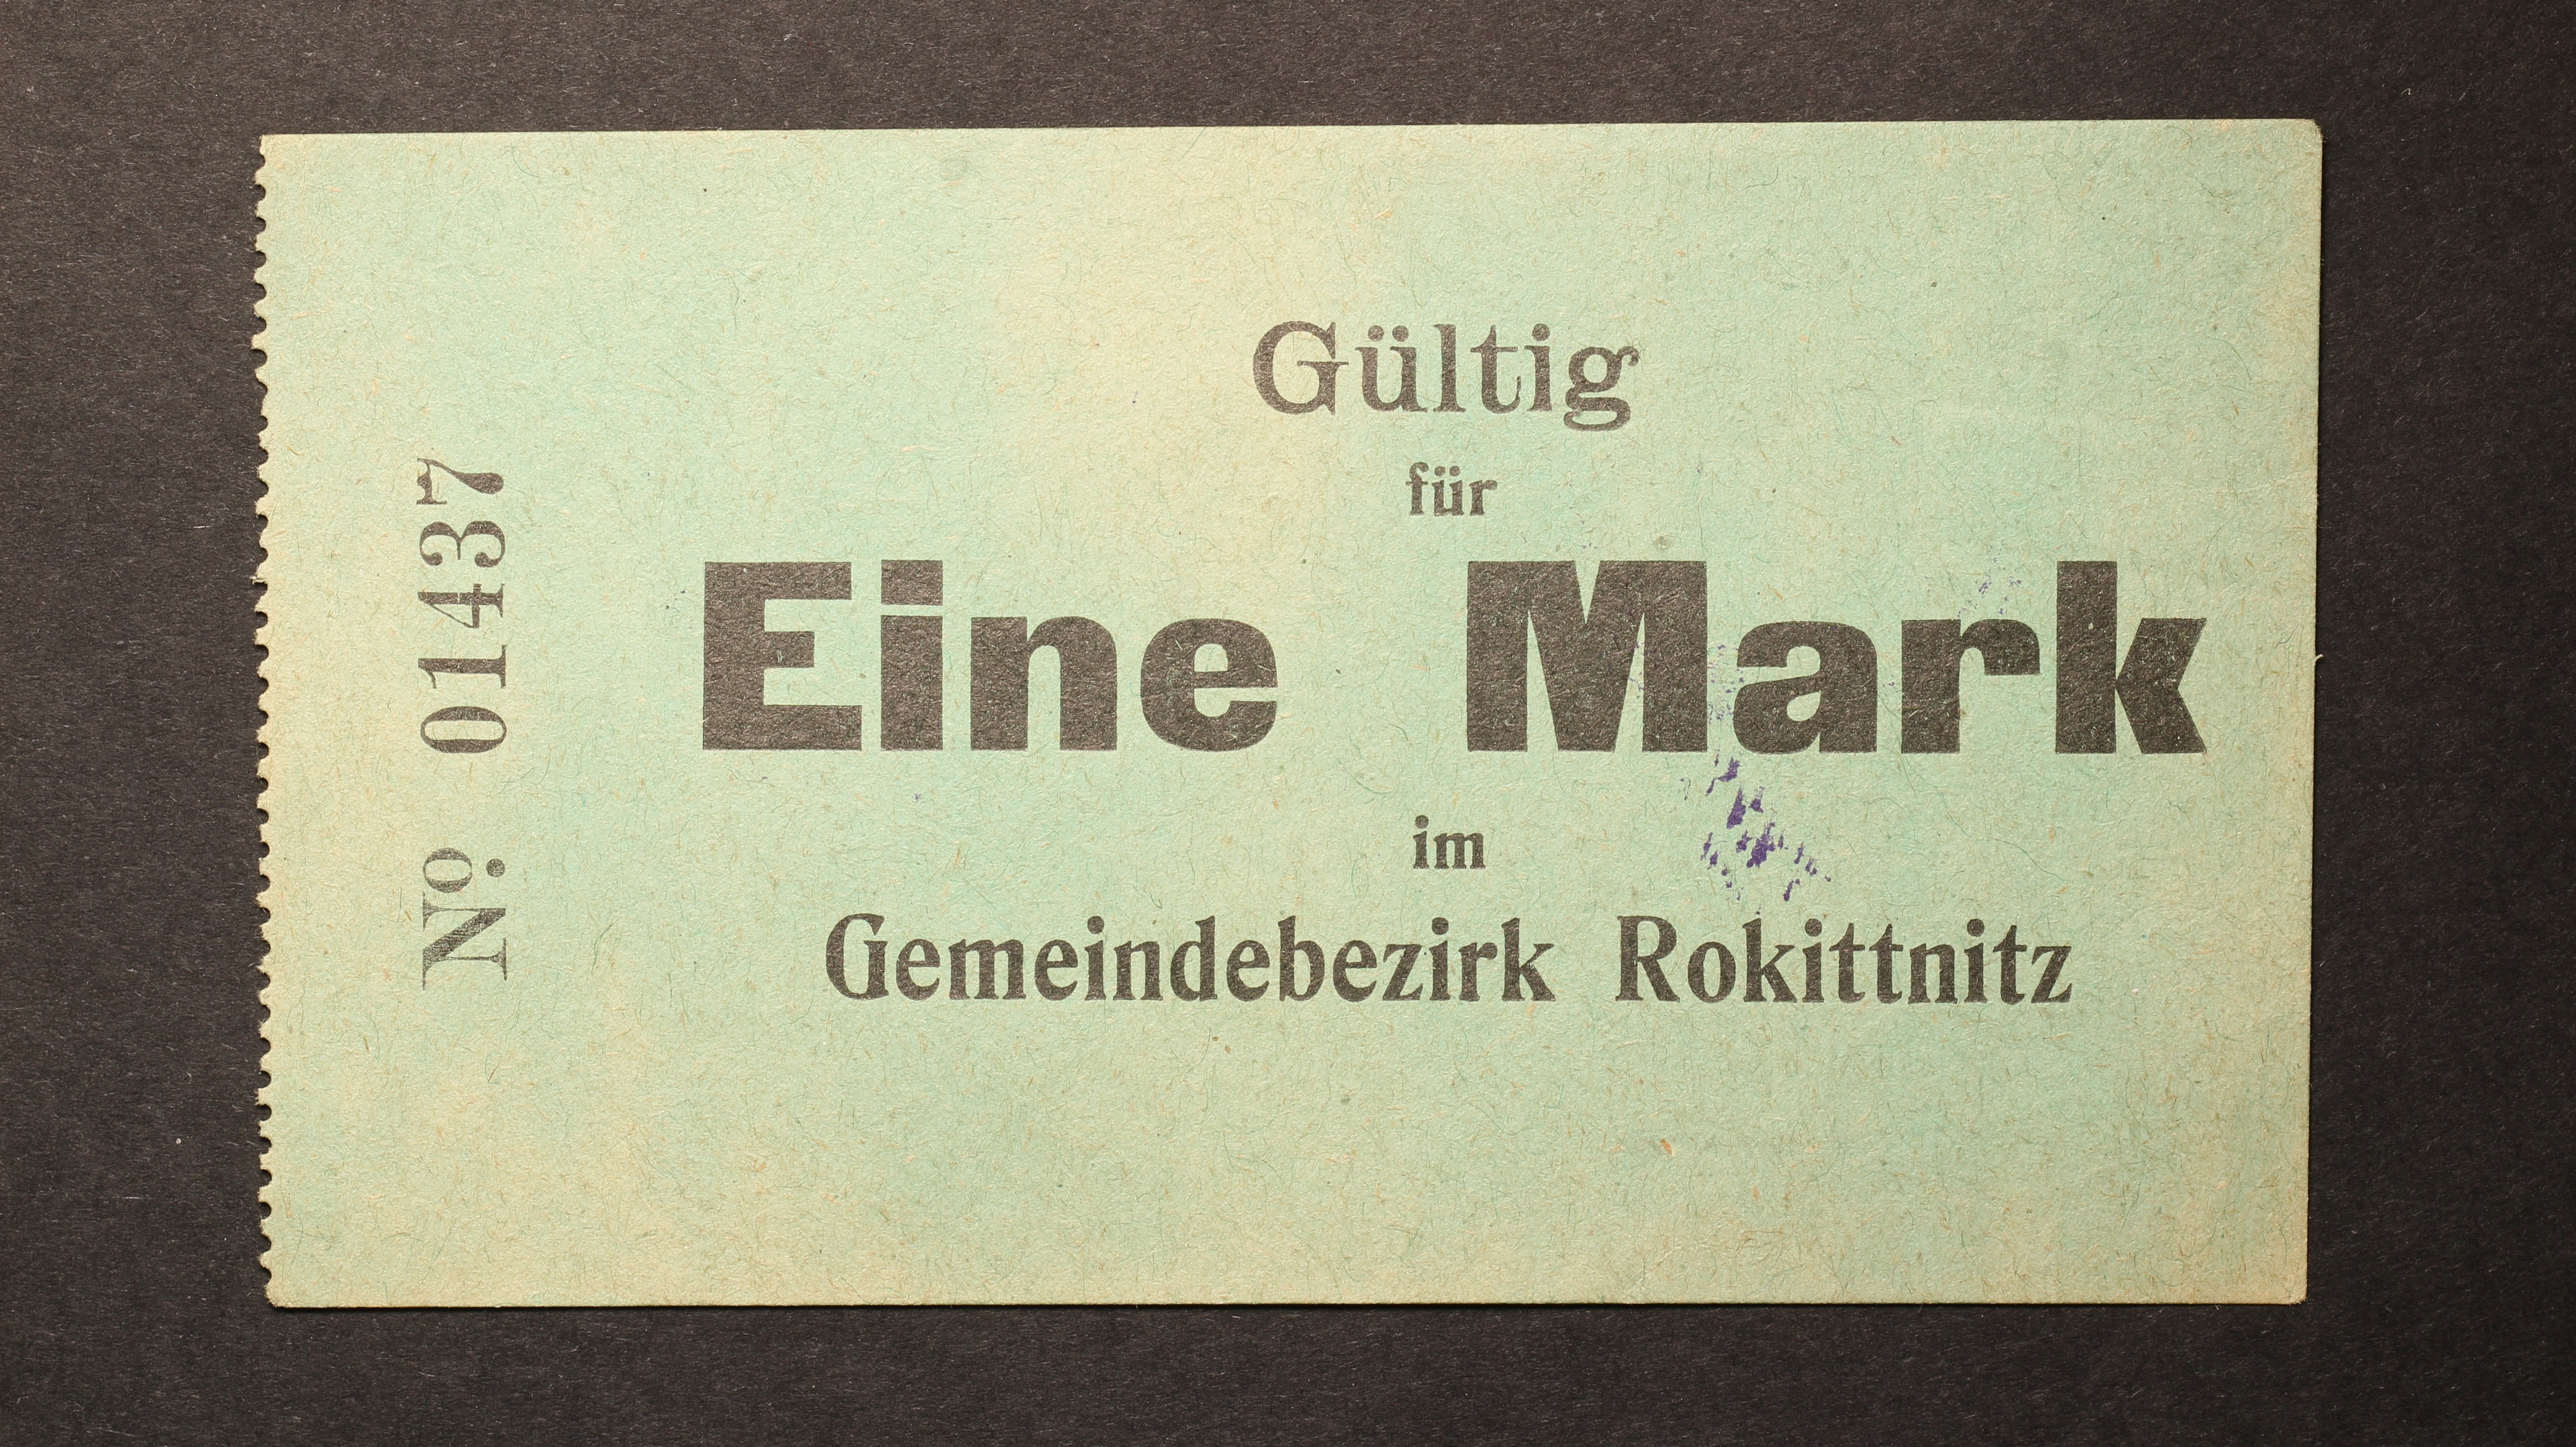 Nº. 01437
Gültig
für
Eine Mark
im
Gemeindebezirk Rokittnitz